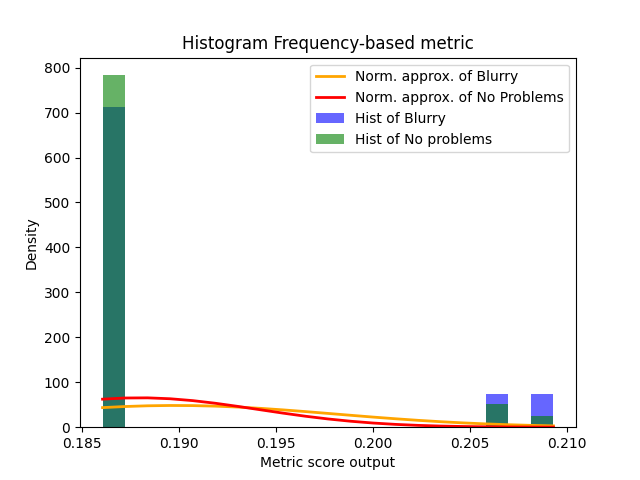 Histogram Frequency-based metric
Norm. approx. of Blurry
Norm. approx. of No Problems
Hist of Blurry
Hist of No problems
Density
800
700
600
500
400
300
200
100
0
0.185 0.190 0.195 0.200 0.205 0.210
Metric score output